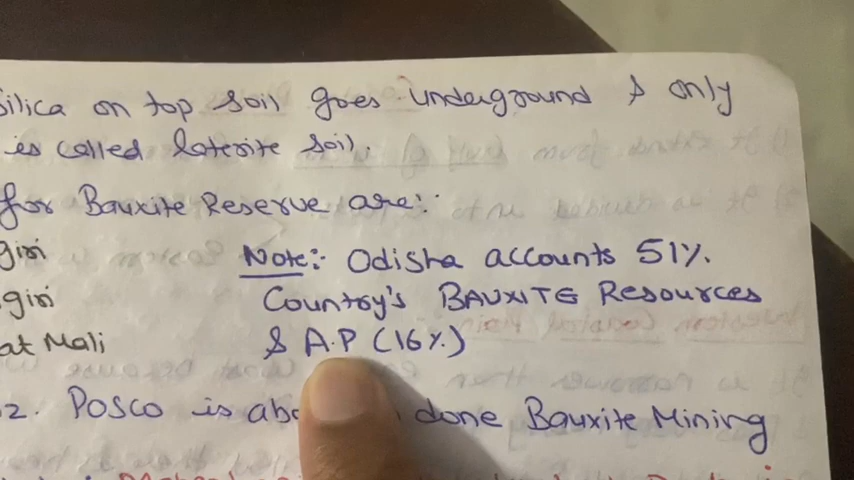 Silica on top soil goes Underground & only
is called laterite soil.
for Bauxite Reserve are:
giri
Note:- Odisha accounts 51%.
giri
Country's BAUXITE Resources
at Mali
& A.P (16%)
2. POSCO is done Bauxite Mining